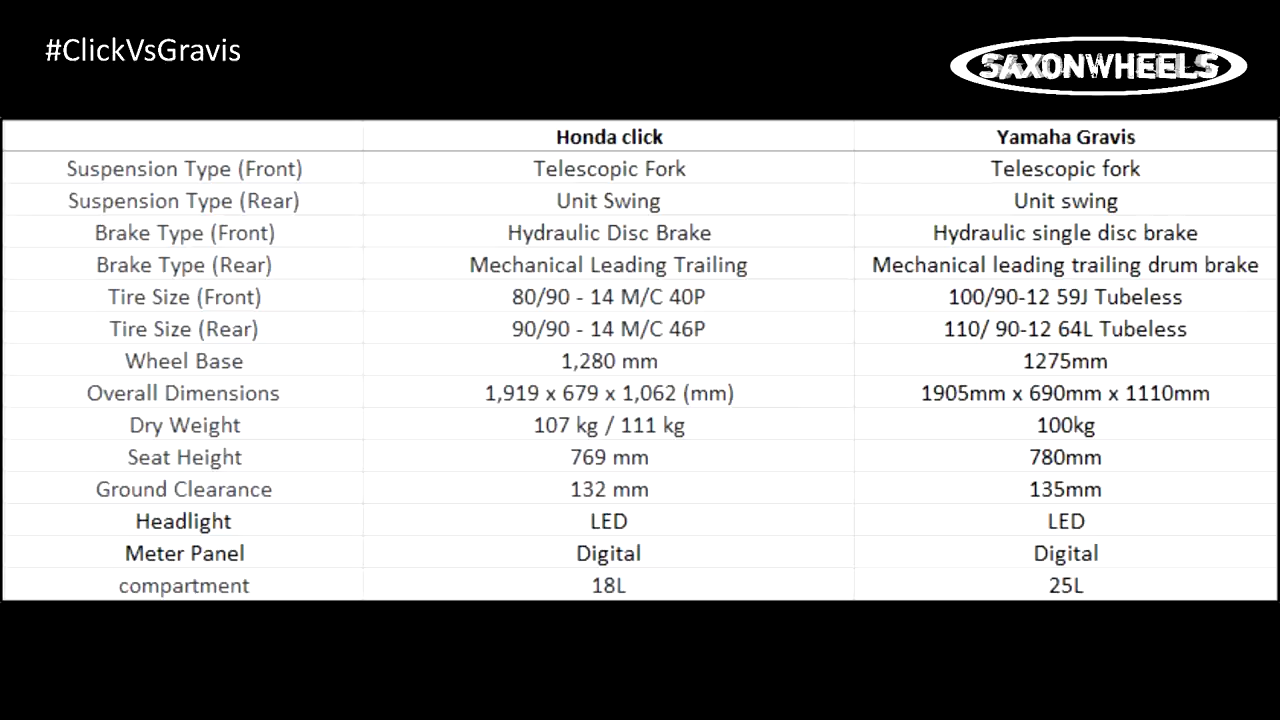 #ClickVsGravis
SAXONWHEELS
Honda click Yamaha Gravis
Suspension Type (Front) Telescopic Fork Telescopic fork
Suspension Type (Rear) Unit Swing Unit swing
Brake Type (Front) Hydraulic Disc Brake Hydraulic single disc brake
Brake Type (Rear) Mechanical Leading Trailing Mechanical leading trailing drum brake
Tire Size (Front) 80/90 - 14 M/C 40P 100/90-12 59J Tubeless
Tire Size (Rear) 90/90 - 14 M/C 46P 110/ 90-12 64L Tubeless
Wheel Base 1,280 mm 1275mm
Overall Dimensions 1,919 x 679 x 1,062 (mm) 1905mm x 690mm x 1110mm
Dry Weight 107 kg / 111 kg 100kg
Seat Height 769 mm 780mm
Ground Clearance 132 mm 135mm
Headlight LED LED
Meter Panel Digital Digital
compartment 18L 25L